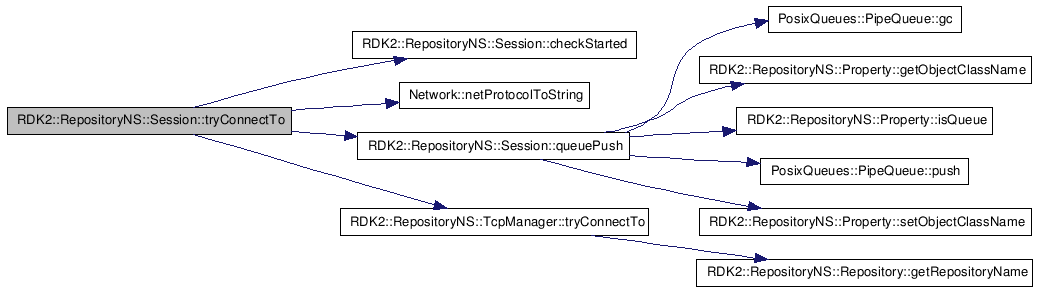 RDK2::RepositoryNS::Session::tryConnectTo
RDK2::RepositoryNS::Session::checkStarted
Network::netProtocolToString
RDK2::RepositoryNS::Session::queuePush
RDK2::RepositoryNS::TcpManager::tryConnectTo
PosixQueues::PipeQueue::gc
RDK2::RepositoryNS::Property::getObjectClassName
RDK2::RepositoryNS::Property::isQueue
PosixQueues::PipeQueue::push
RDK2::RepositoryNS::Property::setObjectClassName
RDK2::RepositoryNS::Repository::getRepositoryName